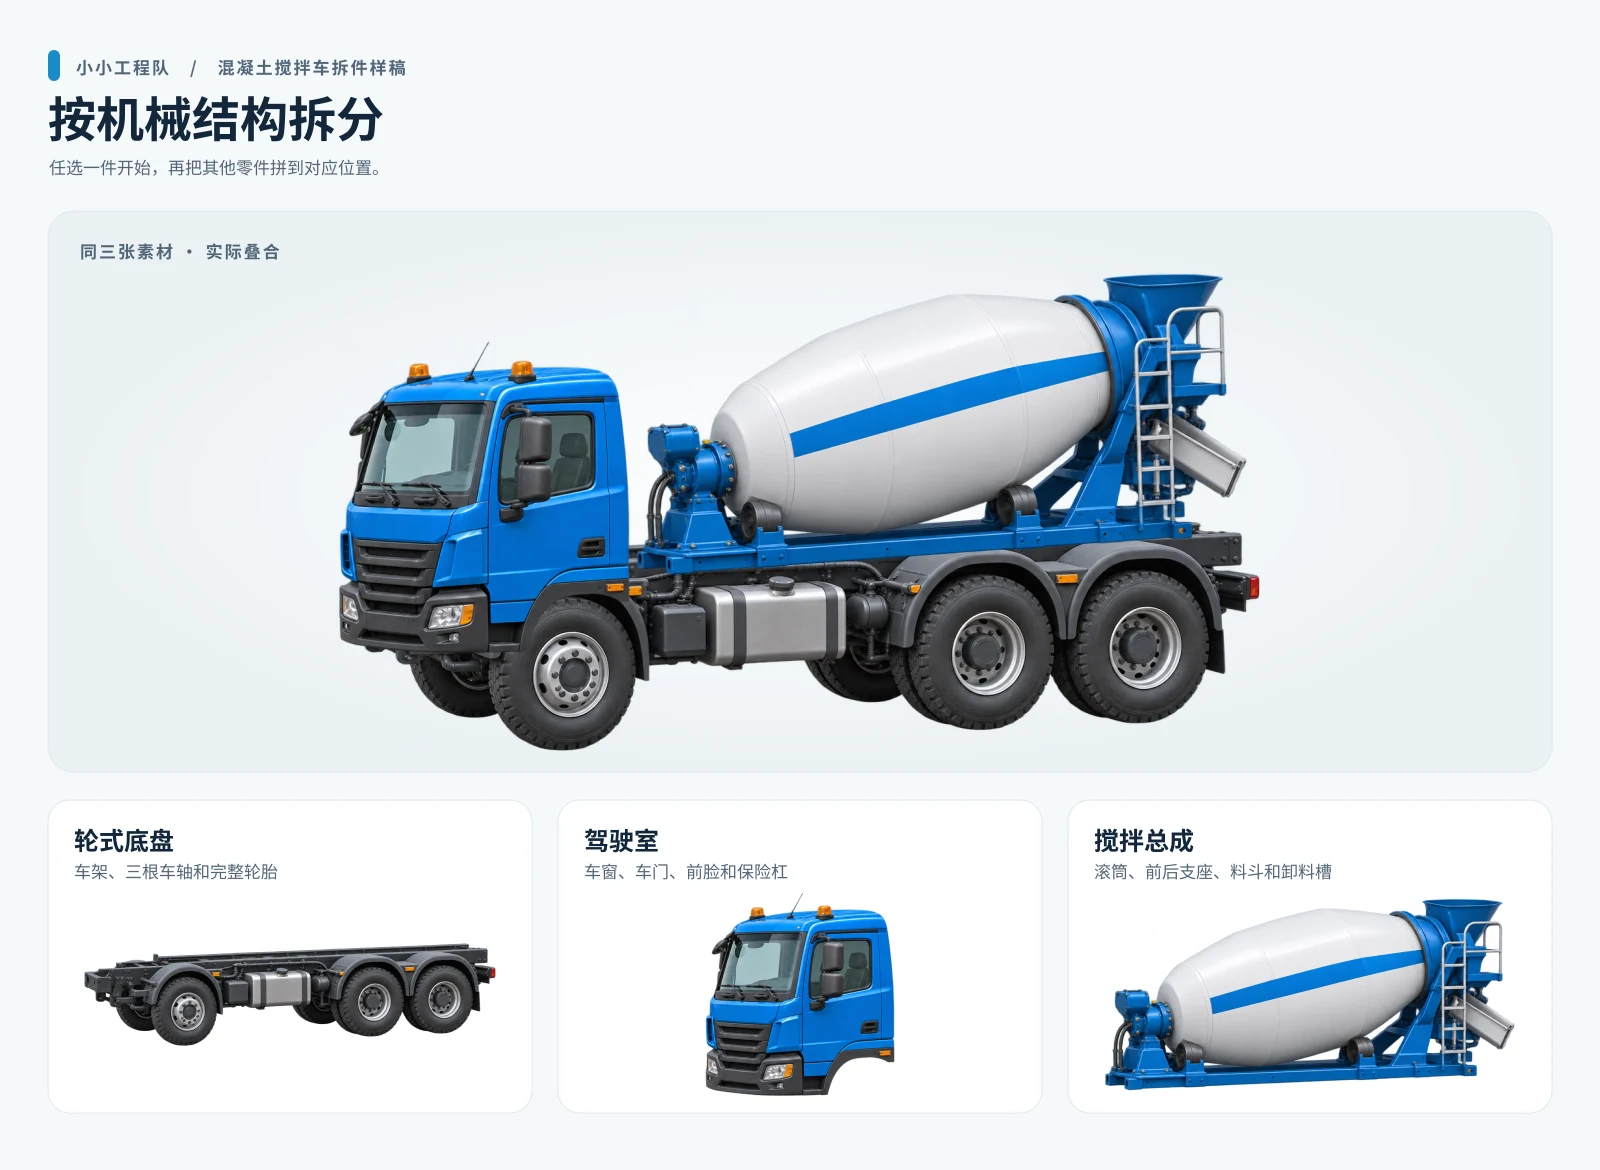 小小工程队 / 混凝土搅拌车拆件样稿
按机械结构拆分
任选一件开始，再把其他零件拼到对应位置。
同三张素材 · 实际叠合
轮式底盘
车架、三根车轴和完整轮胎
驾驶室
车窗、车门、前脸和保险杠
搅拌总成
滚筒、前后支座、料斗和卸料槽